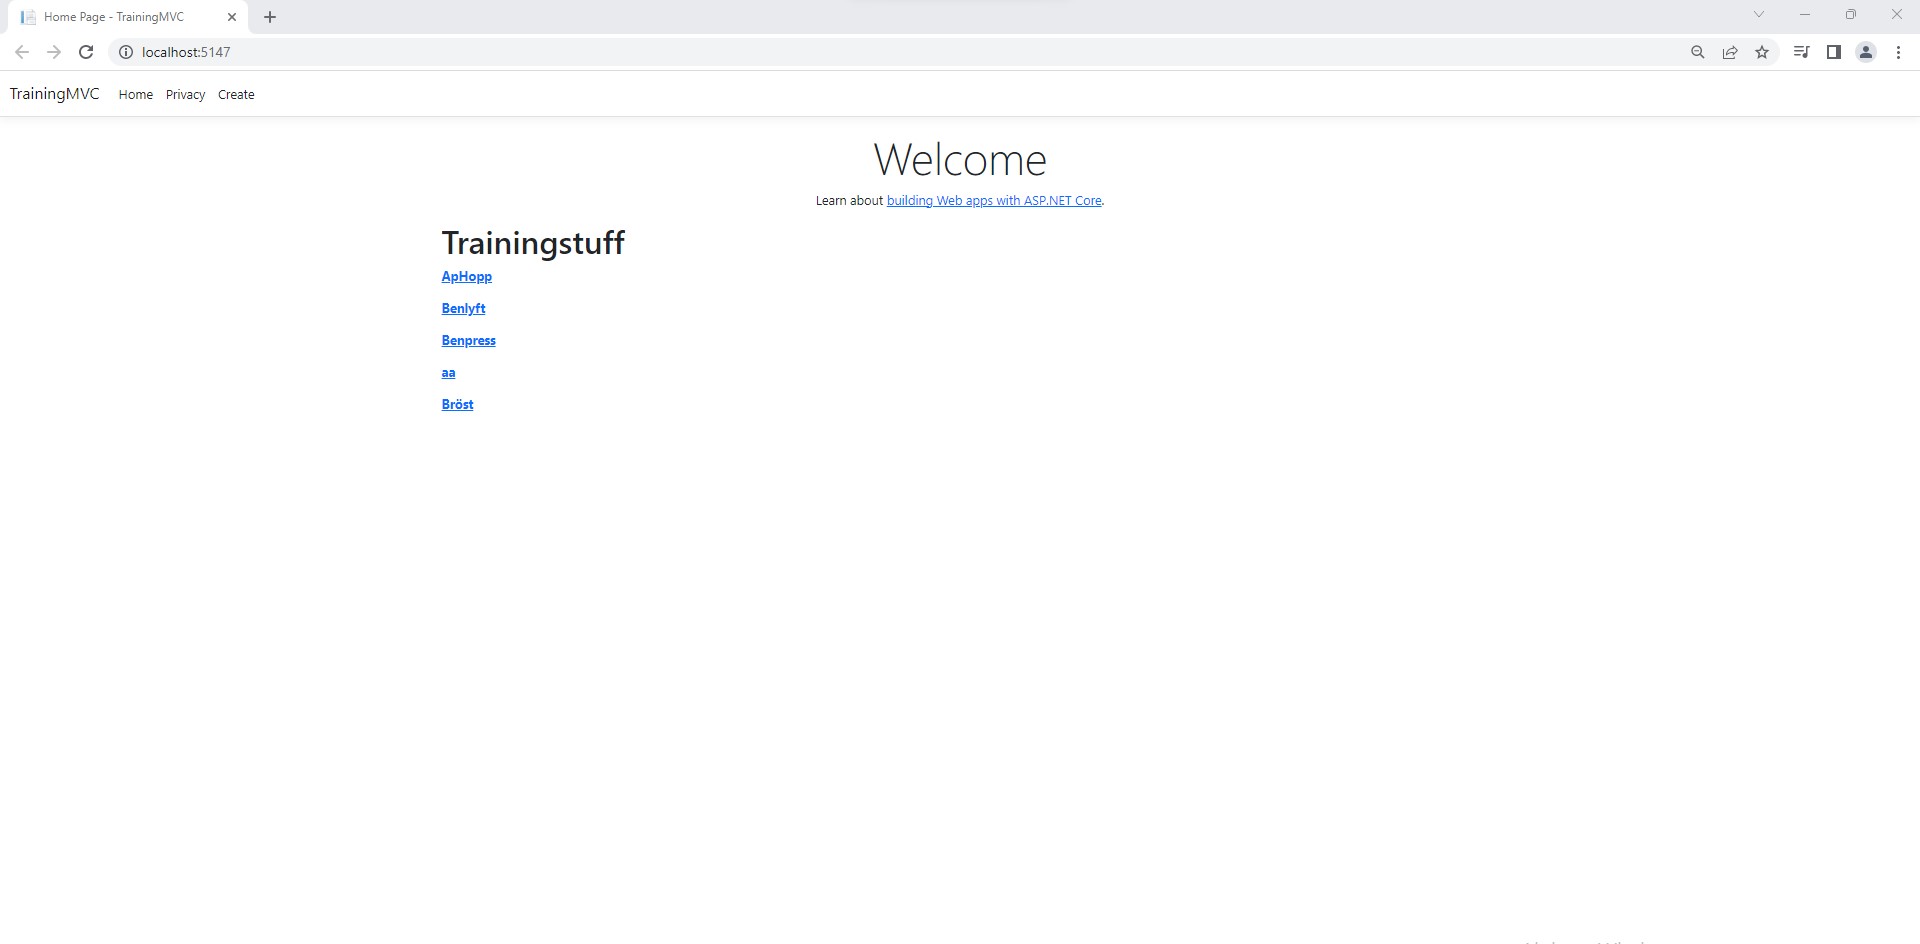 Home Page - TrainingMVC
localhost:5147
TrainingMVC Home Privacy Create
Welcome
Learn about building Web apps with ASP.NET Core.
Trainingstuff
ApHopp
Benlyft
Benpress
aa
Bröst